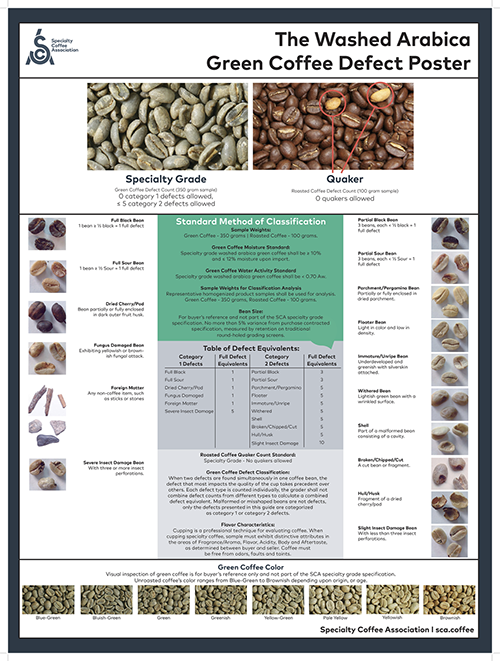 Specialty
Coffee
Association
The Washed Arabica
Green Coffee Defect Poster
Specialty Grade
Green Coffee Defect Count (350 gram sample)
0 category 1 defects allowed,
≤ 5 category 2 defects allowed
Quaker
Roasted Coffee Defect Count (100 gram sample)
0 quakers allowed
Full Black Bean
1 bean x ½ black = 1 full defect
Full Sour Bean
1 bean x ½ Sour = 1 full defect
Dried Cherry/Pod
Bean partially or fully enclosed
in dark outer fruit husk.
Fungus Damaged Bean
Exhibiting yellowish or brown-
ish fungal attack.
Foreign Matter
Any non-coffee item, such
as sticks or stones
Severe Insect Damage Bean
With three or more insect
perforations.
Standard Method of Classification
Sample Weights:
Green Coffee - 350 grams | Roasted Coffee - 100 grams.
Green Coffee Moisture Standard:
Specialty grade washed arabica green coffee shall be ≥ 10%
and ≤ 12% moisture upon import.
Green Coffee Water Activity Standard:
Specialty grade washed arabica green coffee shall be < 0.70 Aw.
Sample Weights for Classification Analysis
Representative homogenized product samples shall be used for analysis.
Green Coffee - 350 grams, Roasted Coffee - 100 grams.
Bean Size:
For buyer's reference and not part of the SCA specialty grade
specification. No more than 5% variance from purchase contracted
specification, measured by retention on traditional
round-holed grading screens.
Table of Defect Equivalents:
Category 1 Defects Full Defect Equivalents Category 2 Defects Full Defect Equivalents
Full Black 1 Partial Black 3
Full Sour 1 Partial Sour 3
Dried Cherry/Pod 1 Parchment/Pergamino 5
Fungus Damaged 1 Floater 5
Foreign Matter 1 Immature/Unripe 5
Severe Insect Damage 5 Withered 5
Shell 5
Broken/Chipped/Cut 5
Hull/Husk 5
Slight Insect Damage 10
Roasted Coffee Quaker Count Standard:
Specialty Grade - No quakers allowed
Green Coffee Defect Classification:
When two defects are found simultaneously in one coffee bean, the
defect that most impacts the quality of the cup takes precedent over
others. Each defect type is counted individually, the grader shall not
combine defect counts from different types to calculate a combined
defect equivalent. Malformed or misshaped beans are not defects,
only the defects presented in this guide are categorized
as category 1 or category 2 defects.
Flavor Characteristics:
Cupping is a professional technique for evaluating coffee. When
cupping specialty coffee, sample must exhibit distinctive attributes in
the areas of Fragrance/Aroma, Flavor, Acidity, Body and Aftertaste,
as determined between buyer and seller. Coffee must
be free from odors, faults and taints.
Partial Black Bean
3 beans, each < ½ black = 1
full defect
Partial Sour Bean
3 beans, each < ½ Sour = 1 full
defect
Parchment/Pergamino Bean
Partially or fully enclosed in
dried parchment.
Floater Bean
Light in color and low in
density.
Immature/Unripe Bean
Underdeveloped and
greenish with silverskin
attached.
Withered Bean
Lightish green bean with a
wrinkled surface.
Shell
Part of a malformed bean
consisting of a cavity.
Broken/Chipped/Cut
A cut bean or fragment.
Hull/Husk
Fragment of a dried
cherry/pod
Slight Insect Damage Bean
With less than three insect
perforations.
Green Coffee Color
Visual inspection of green coffee is for buyer's reference only and not part of the SCA specialty grade specification.
Unroasted coffee's color ranges from Blue-Green to Brownish depending upon origin, or age.
Blue-Green Bluish-Green Green Greenish Yellow-Green Pale Yellow Yellowish Brownish
Specialty Coffee Association | sca.coffee